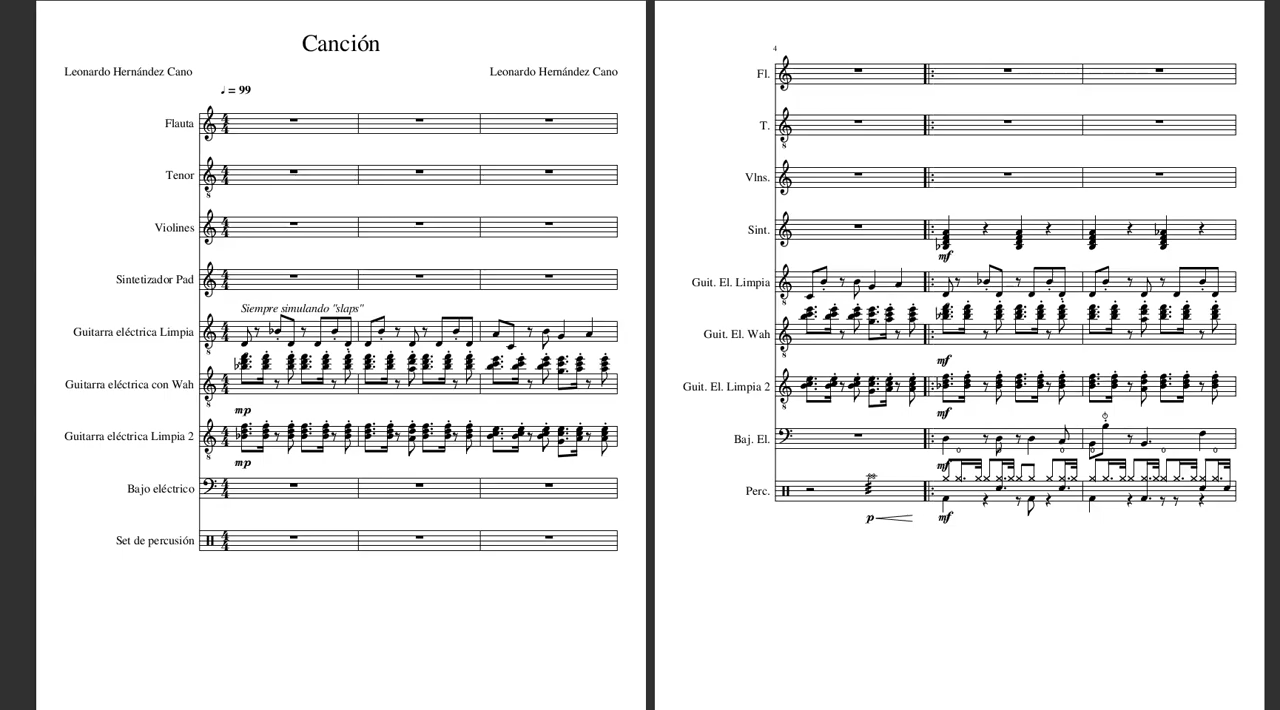 Canción
Leonardo Hernández Cano
Leonardo Hernández Cano
♩ = 99
Flauta
Tenor
Violines
Sintetizador Pad
Siempre simulando "slaps"
Guitarra eléctrica Limpia
Guitarra eléctrica con Wah
mp
Guitarra eléctrica Limpia 2
mp
Bajo eléctrico
Set de percusión
4
Fl.
T.
Vlns.
Sint.
mf
Guit. El. Limpia
Guit. El. Wah
mf
Guit. El. Limpia 2
mf
Baj. El.
mf
Perc.
p
mf